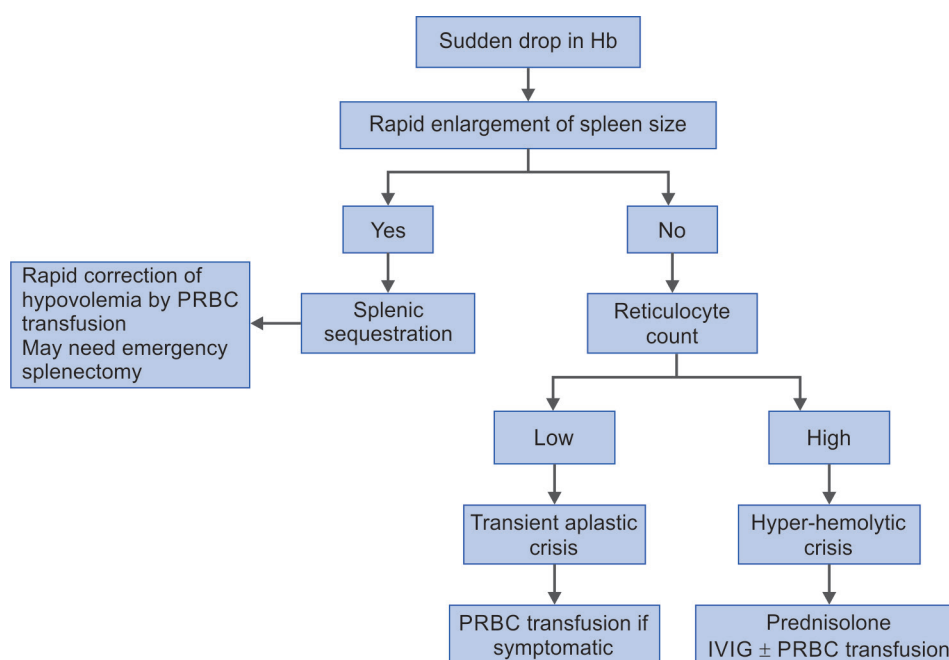 Sudden drop in Hb
Rapid enlargement of spleen size
Yes
No
Rapid correction of
hypovolemia by PRBC
transfusion
May need emergency
splenectomy
Splenic
sequestration
Reticulocyte
count
Low
High
Transient aplastic
crisis
Hyper-hemolytic
crisis
PRBC transfusion if
symptomatic
Prednisolone
IVIG ± PRBC transfusion